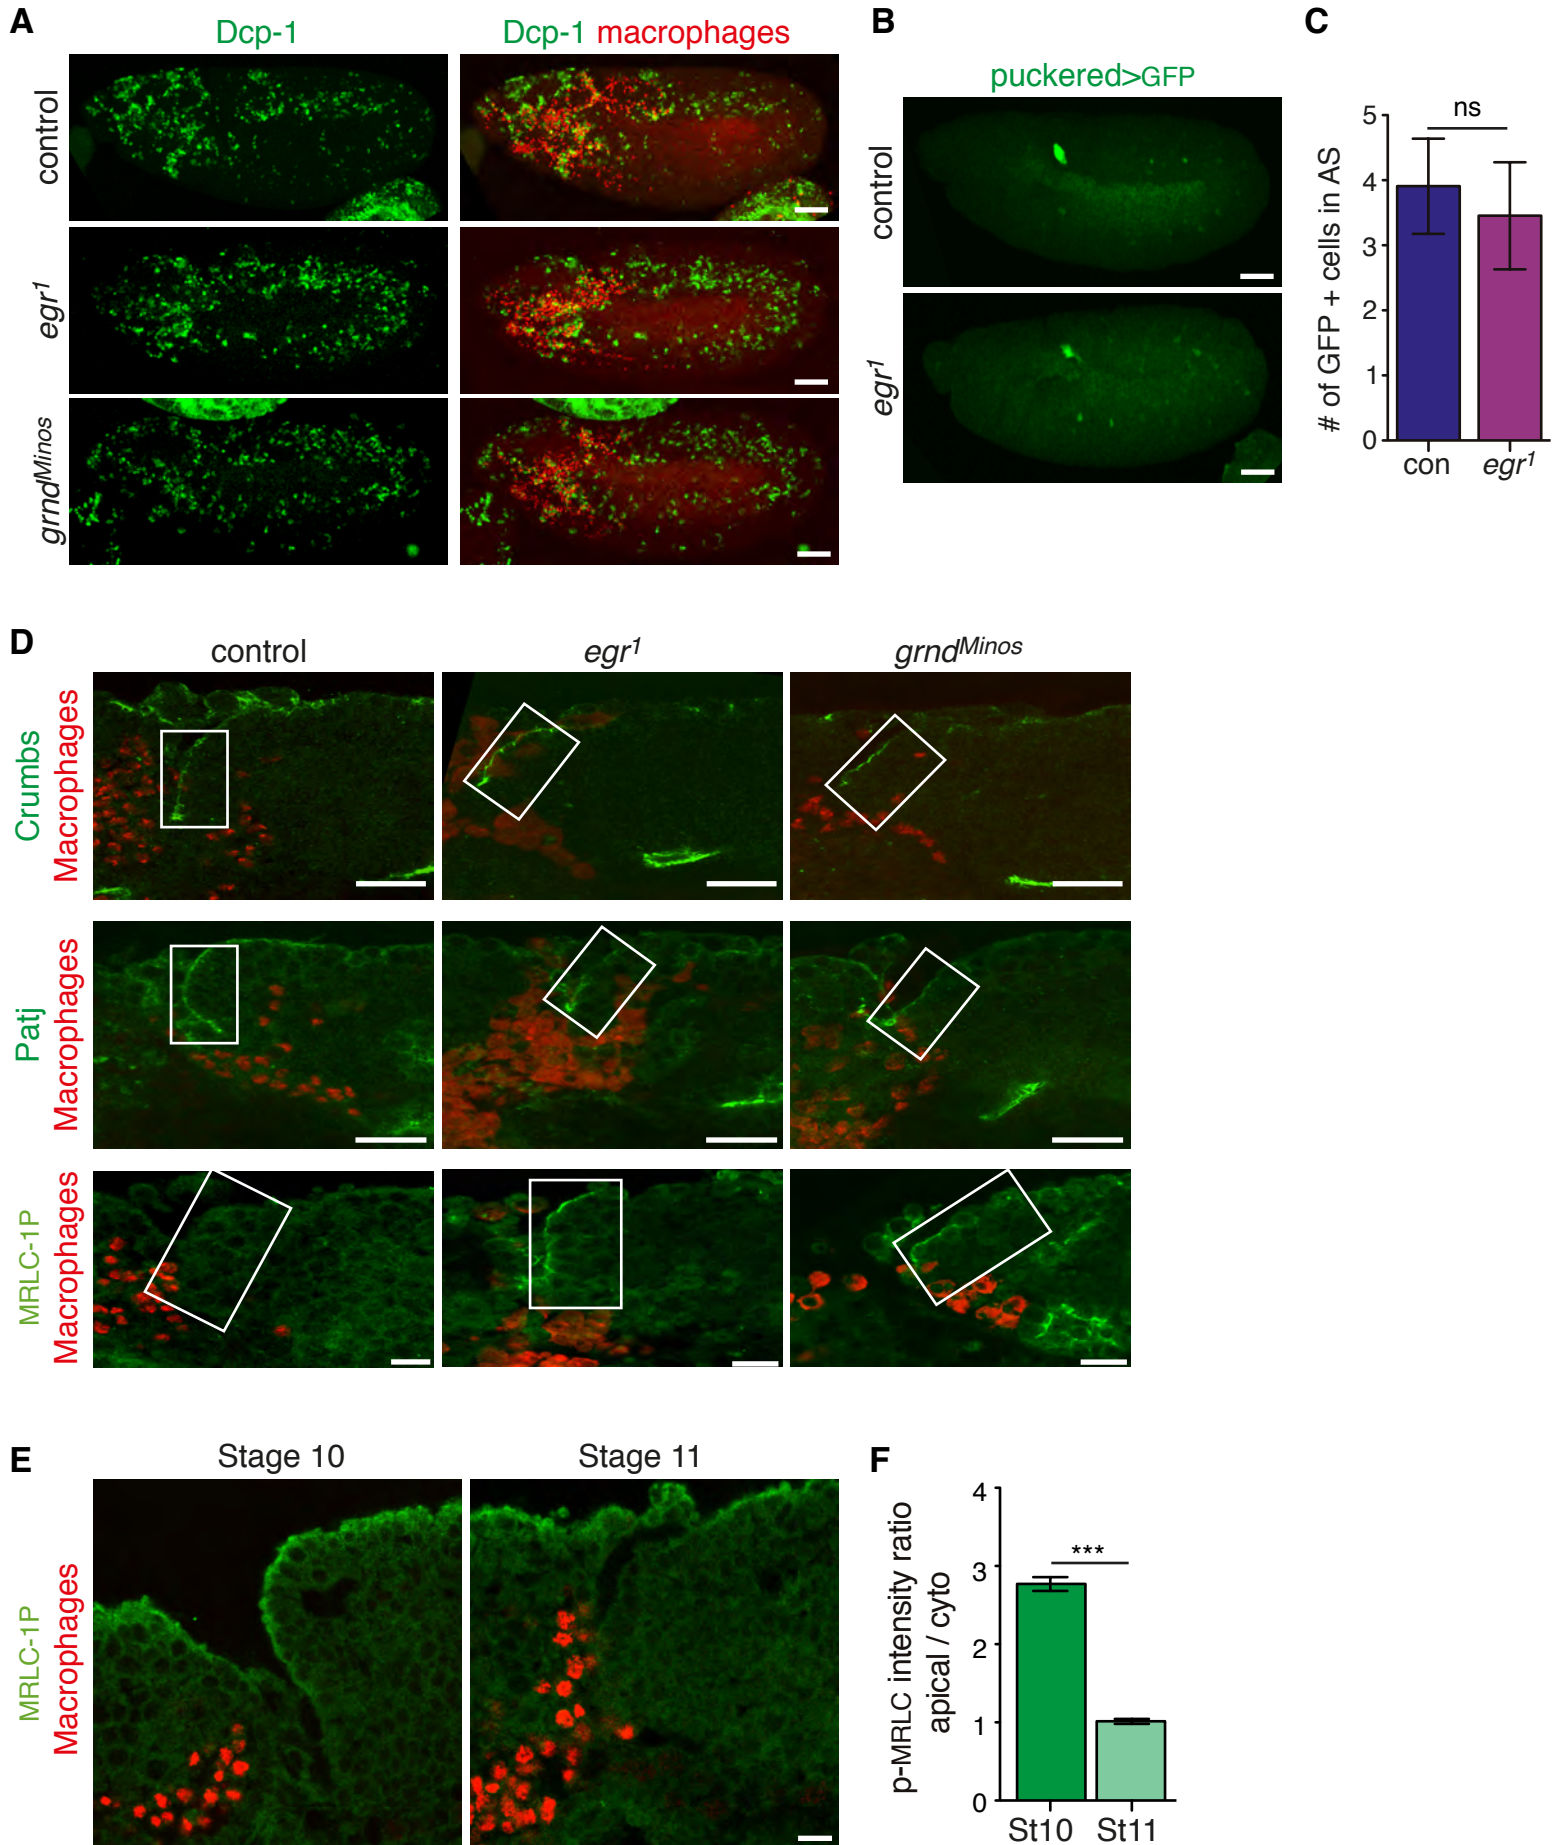 A
Dcp-1
Dcp-1 macrophages
control
egr1
grndMinos
B
puckered>GFP
control
egr1
C
# of GFP + cells in AS
5
4
3
2
1
0
ns
con
egr1
D
control
egr1
grndMinos
Crumbs
Macrophages
Patj
Macrophages
MRLC-1P
Macrophages
E
Stage 10
Stage 11
MRLC-1P
Macrophages
F
p-MRLC intensity ratio
apical / cyto
4
3
2
1
0
***
St10
St11